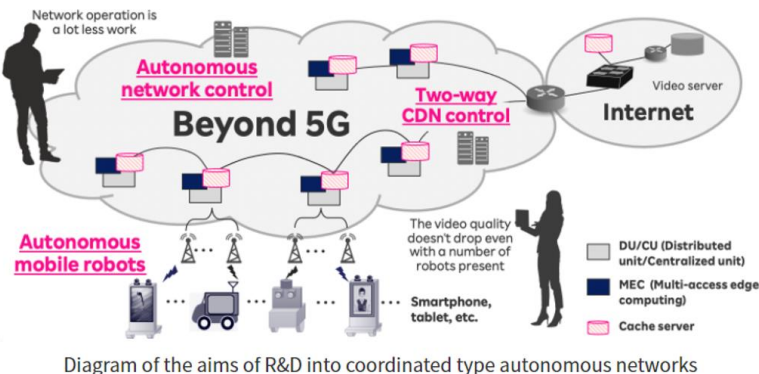 Network operation is
a lot less work
Autonomous
network control
Beyond 5G
Two-way
CDN control
Video server
Internet
Autonomous
mobile robots
The video quality
doesn't drop even
with a number of
robots present
Smartphone,
tablet, etc.
DU/CU (Distributed
unit/Centralized unit)
MEC (Multi-access edge
computing)
Cache server
Diagram of the aims of R&D into coordinated type autonomous networks